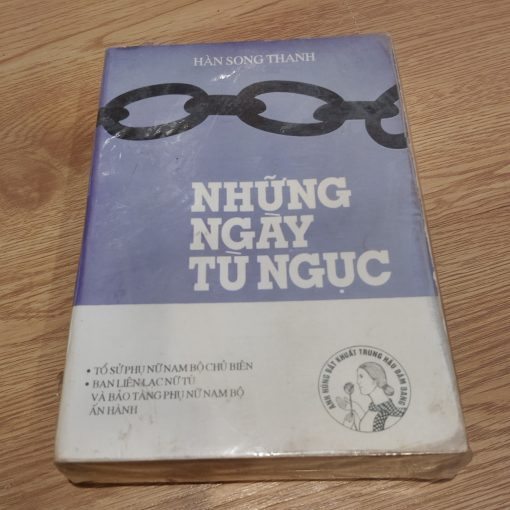 HÀN SONG THANH
NHỮNG
NGÀY
TÙ NGỤC
• TỔ SỬ PHỤ NỮ NAM BỘ CHỦ BIÊN
• BAN LIÊN LẠC NỮ TÙ
VÀ BẢO TÀNG PHỤ NỮ NAM BỘ
ẤN HÀNH
ANH HÙNG BẤT KHUẤT TRUNG HẬU ĐẢM ĐANG